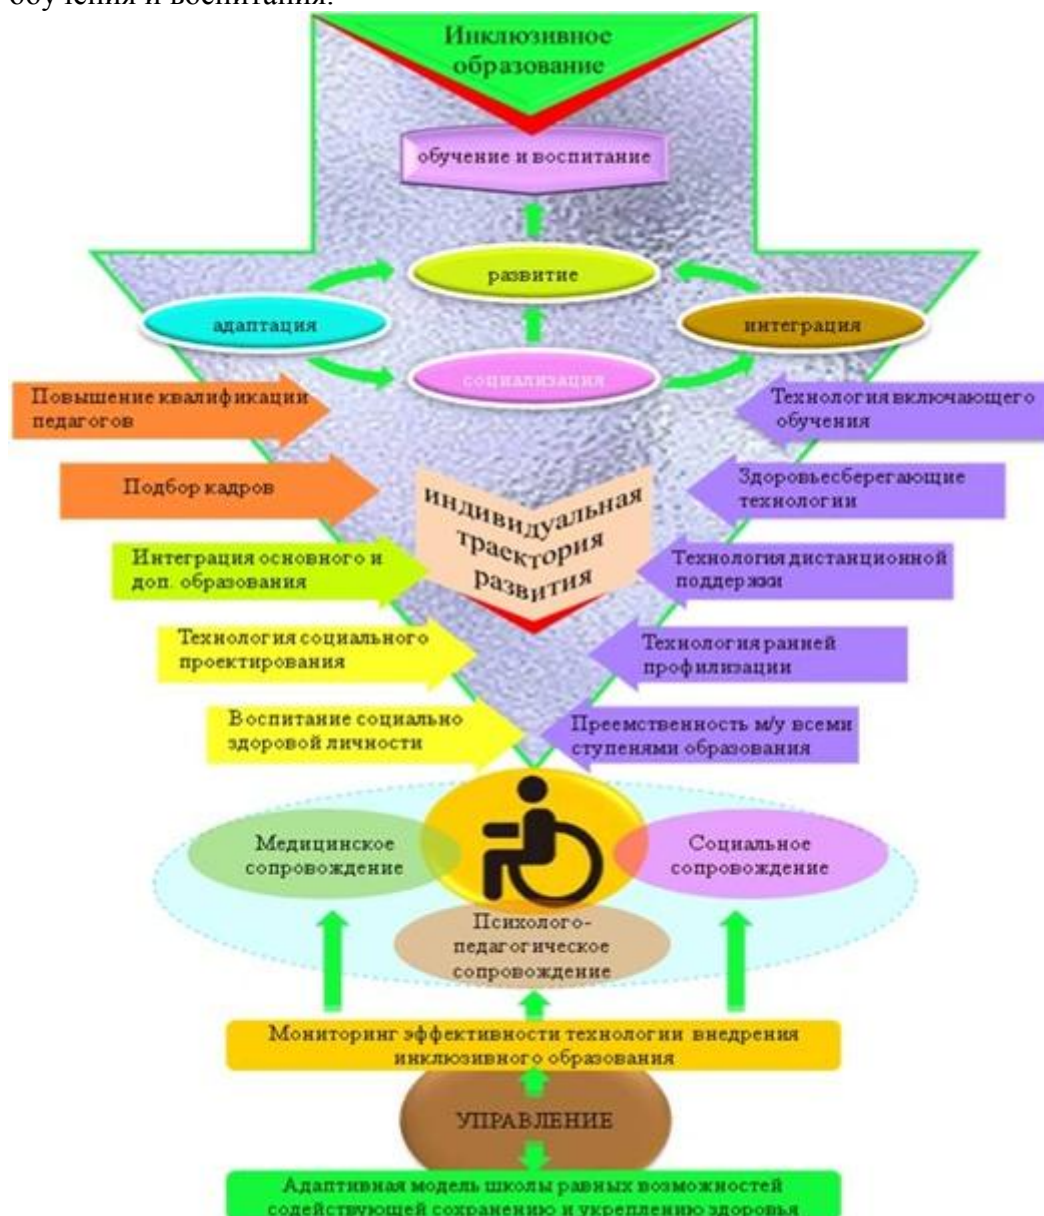 обучения и воспитания.
Инклюзивное
образование
обучение и воспитание
развитие
адаптация
интеграция
социализация
Повышение квалификации
педагогов
Технология включающего
обучения
Подбор кадров
Здоровьесберегающие
технологии
индивидуальная
траектория
развития
Интеграция основного и
доп. образования
Технология дистанционной
поддержки
Технология социального
проектирования
Технология ранней
профилизации
Воспитание социально
здоровой личности
Преемственность м/у всеми
ступенями образования
Медицинское
сопровождение
Социальное
сопровождение
Психолого-
педагогическое
сопровождение
Мониторинг эффективности технологии внедрения
инклюзивного образования
УПРАВЛЕНИЕ
Адаптивная модель школы равных возможностей
содействующей сохранению и укреплению здоровья